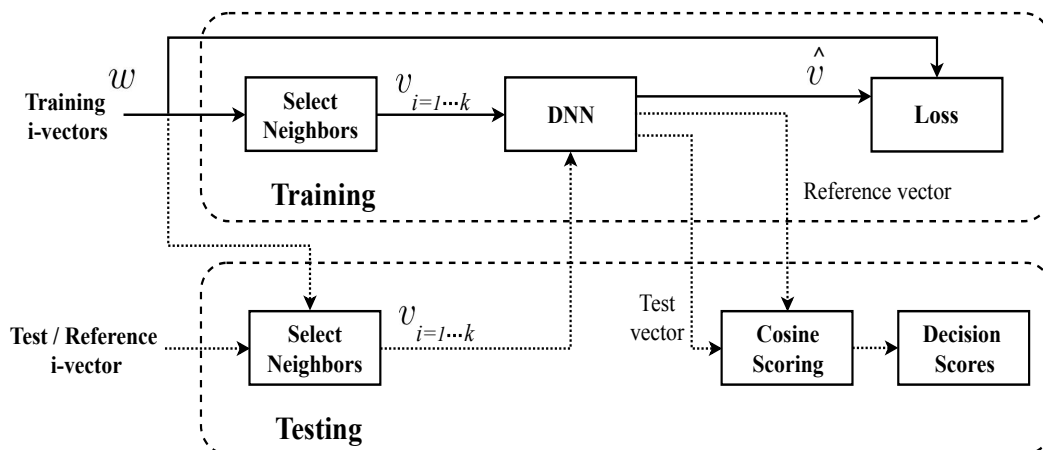 w
Training
i-vectors
Select
Neighbors
v i=1···k
DNN
v̂
Loss
Training
Reference vector
Test / Reference
i-vector
Select
Neighbors
v i=1···k
Test
vector
Cosine
Scoring
Decision
Scores
Testing